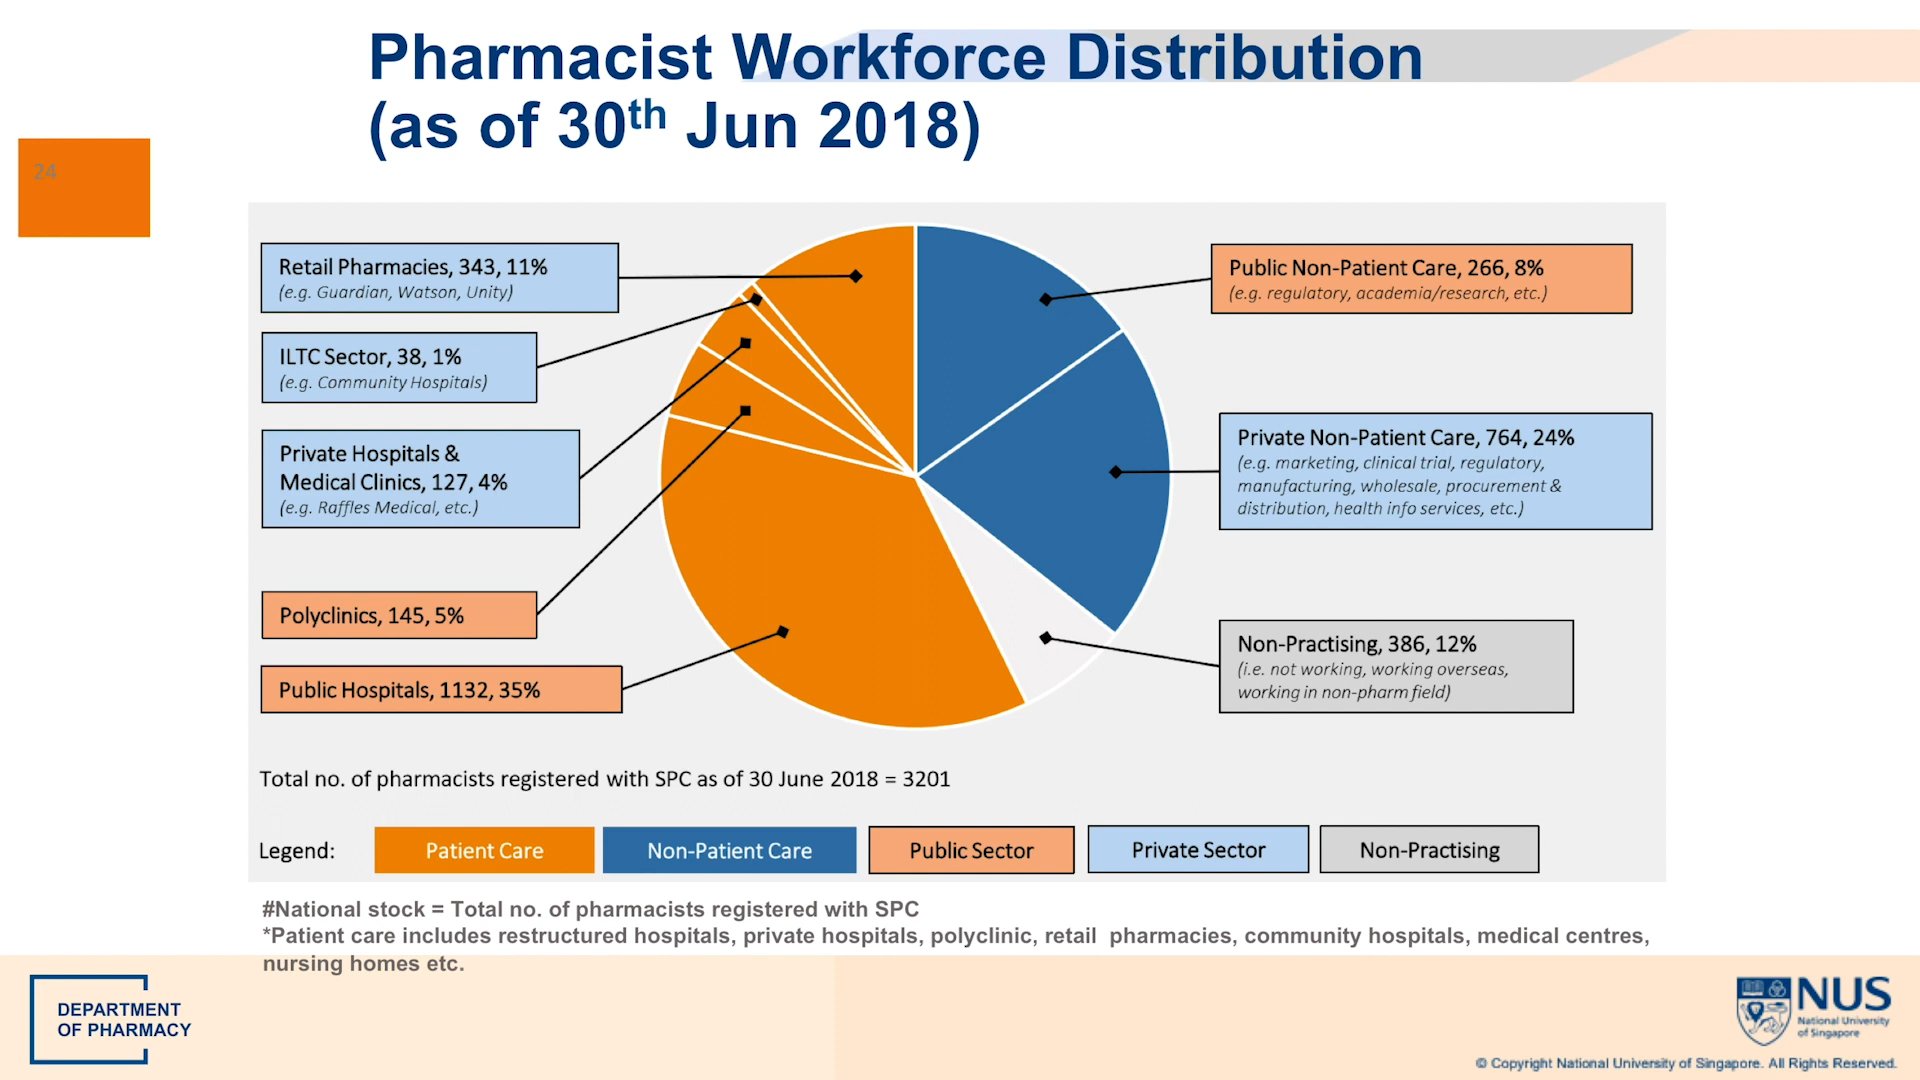 Pharmacist Workforce Distribution
(as of 30th Jun 2018)
24
Retail Pharmacies, 343, 11%
(e.g. Guardian, Watson, Unity)
ILTC Sector, 38, 1%
(e.g. Community Hospitals)
Private Hospitals &
Medical Clinics, 127, 4%
(e.g. Raffles Medical, etc.)
Polyclinics, 145, 5%
Public Hospitals, 1132, 35%
Public Non-Patient Care, 266, 8%
(e.g. regulatory, academia/research, etc.)
Private Non-Patient Care, 764, 24%
(e.g. marketing, clinical trial, regulatory,
manufacturing, wholesale, procurement &
distribution, health info services, etc.)
Non-Practising, 386, 12%
(i.e. not working, working overseas,
working in non-pharm field)
Total no. of pharmacists registered with SPC as of 30 June 2018 = 3201
Legend:
Patient Care
Non-Patient Care
Public Sector
Private Sector
Non-Practising
#National stock = Total no. of pharmacists registered with SPC
*Patient care includes restructured hospitals, private hospitals, polyclinic, retail pharmacies, community hospitals, medical centres,
nursing homes etc.
DEPARTMENT
OF PHARMACY
NUS
National University
of Singapore
© Copyright National University of Singapore. All Rights Reserved.